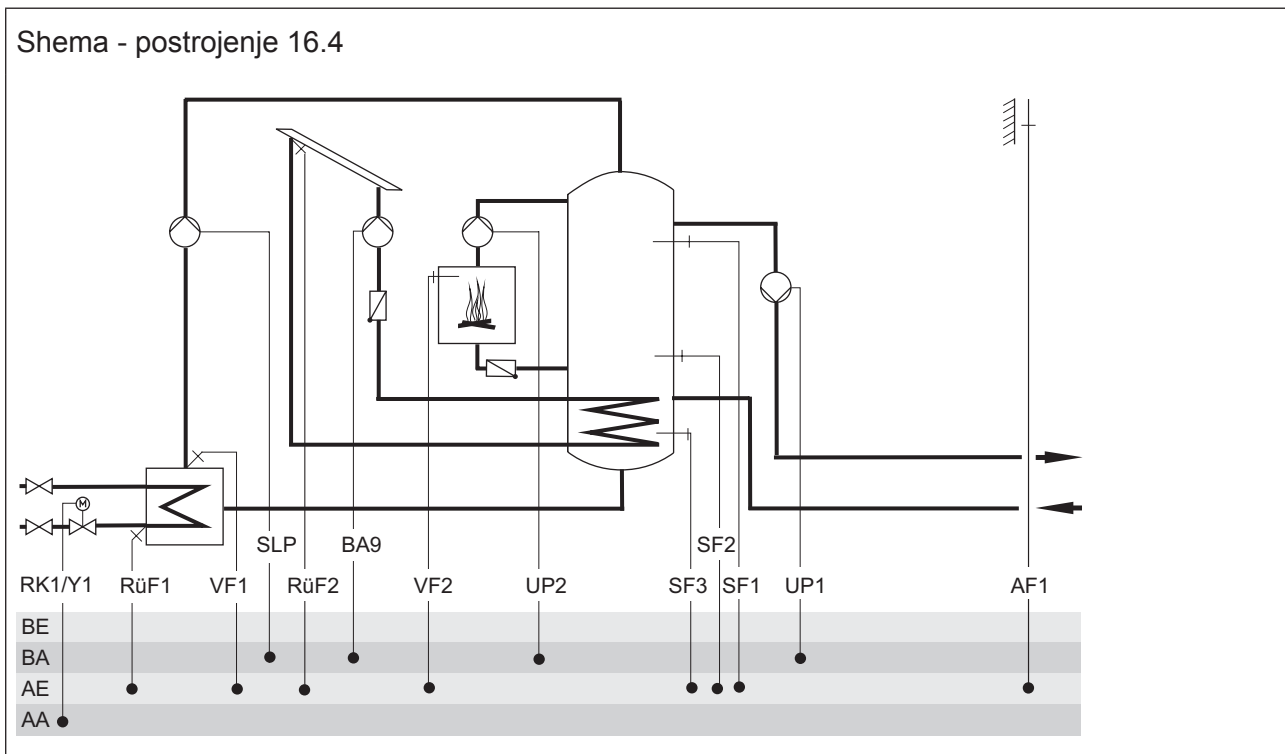 Shema - postrojenje 16.4
M
SLP BA9 SF2
RK1/Y1 RüF1 VF1 RüF2 VF2 UP2 SF3 SF1 UP1 AF1
BE
BA
AE
AA